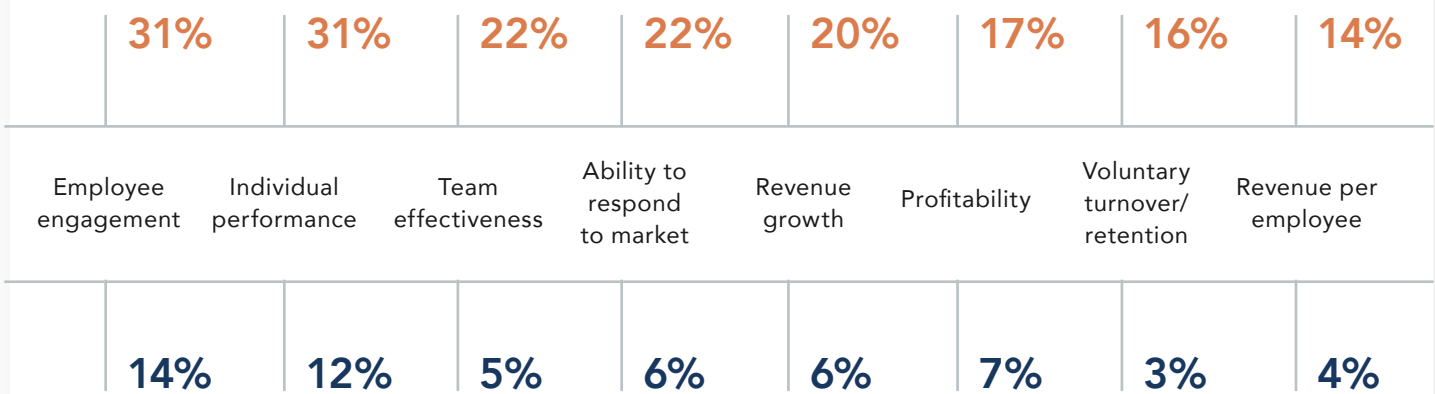 31% 31% 22% 22% 20% 17% 16% 14%
Employee
engagement
Individual
performance
Team
effectiveness
Ability to
respond
to market
Revenue
growth
Profitability
Voluntary
turnover/
retention
Revenue per
employee
14% 12% 5% 6% 6% 7% 3% 4%